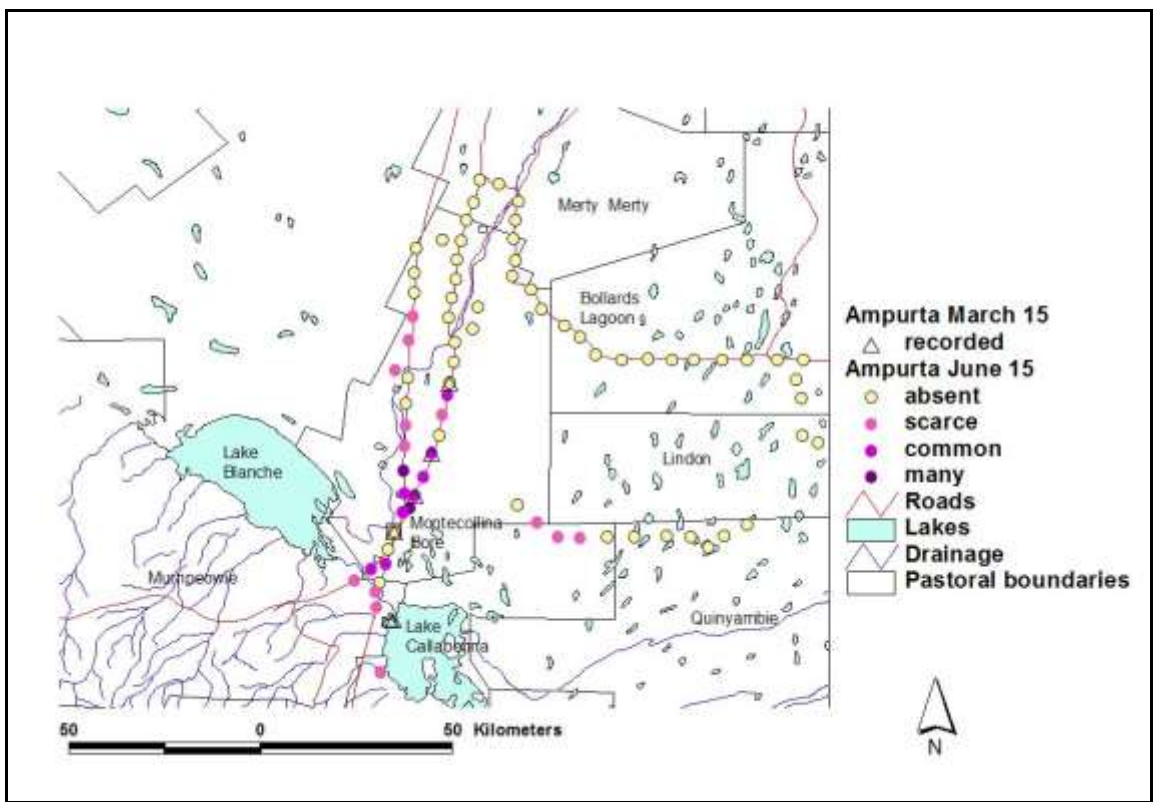 Merty Merty
Bollards
Lagoon
Lake
Blanche
Lindon
Montecollina
Bore
Murnpeowie
Quinyambie
Lake
Callabonna
Ampurta March 15
recorded
Ampurta June 15
absent
scarce
common
many
Roads
Lakes
Drainage
Pastoral boundaries
50 0 50 Kilometers
N